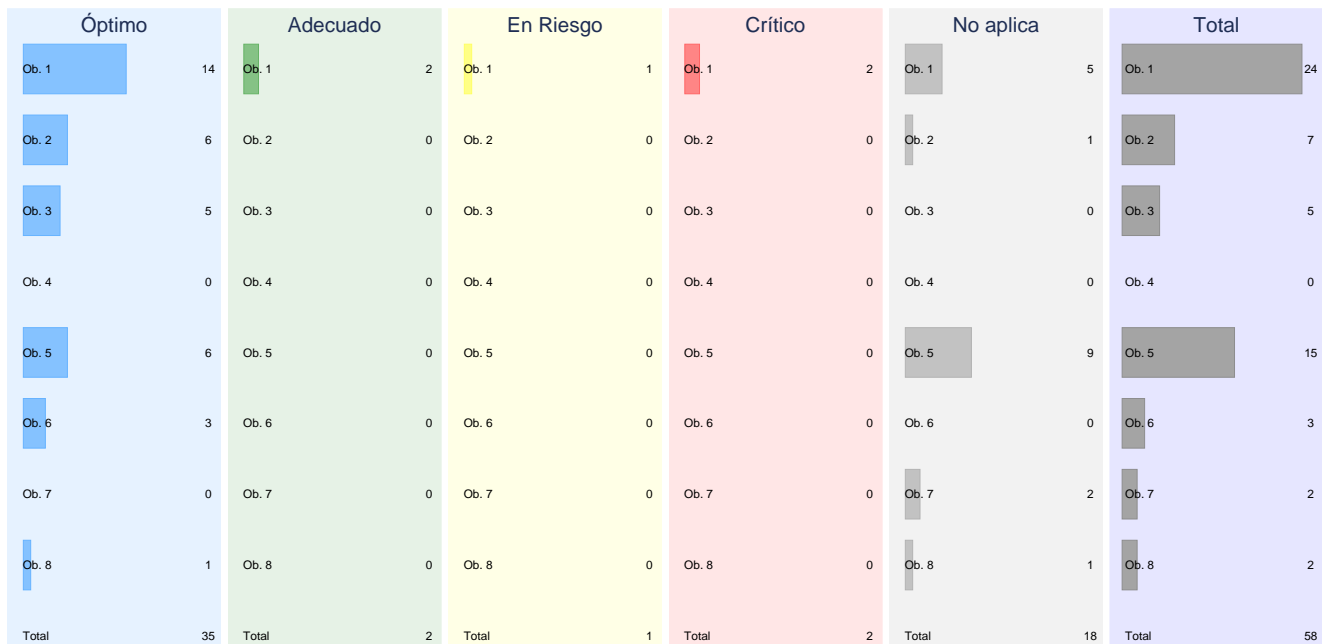 Óptimo Adecuado En Riesgo Crítico No aplica Total
Ob. 1 14 Ob. 1 2 Ob. 1 1 Ob. 1 2 Ob. 1 5 Ob. 1 24
Ob. 2 6 Ob. 2 0 Ob. 2 0 Ob. 2 0 Ob. 2 1 Ob. 2 7
Ob. 3 5 Ob. 3 0 Ob. 3 0 Ob. 3 0 Ob. 3 0 Ob. 3 5
Ob. 4 0 Ob. 4 0 Ob. 4 0 Ob. 4 0 Ob. 4 0 Ob. 4 0
Ob. 5 6 Ob. 5 0 Ob. 5 0 Ob. 5 0 Ob. 5 9 Ob. 5 15
Ob. 6 3 Ob. 6 0 Ob. 6 0 Ob. 6 0 Ob. 6 0 Ob. 6 3
Ob. 7 0 Ob. 7 0 Ob. 7 0 Ob. 7 0 Ob. 7 2 Ob. 7 2
Ob. 8 1 Ob. 8 0 Ob. 8 0 Ob. 8 0 Ob. 8 1 Ob. 8 2
Total 35 Total 2 Total 1 Total 2 Total 18 Total 58